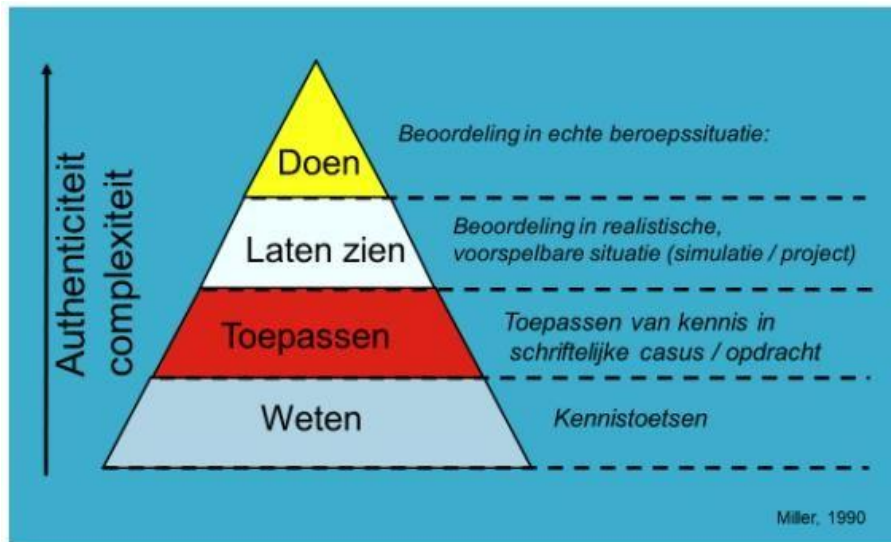 Authenticiteit
complexiteit
Doen
Beoordeling in echte beroepssituatie:
Laten zien
Beoordeling in realistische,
voorspelbare situatie (simulatie / project)
Toepassen
Toepassen van kennis in
schriftelijke casus / opdracht
Weten
Kennistoetsen
Miller, 1990